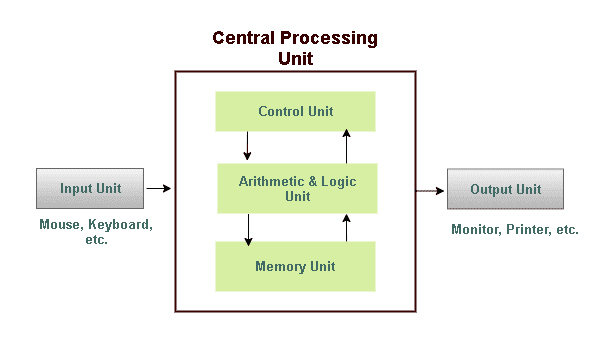 Central Processing
Unit
Control Unit
Arithmetic & Logic
Unit
Memory Unit
Input Unit
Mouse, Keyboard,
etc.
Output Unit
Monitor, Printer, etc.